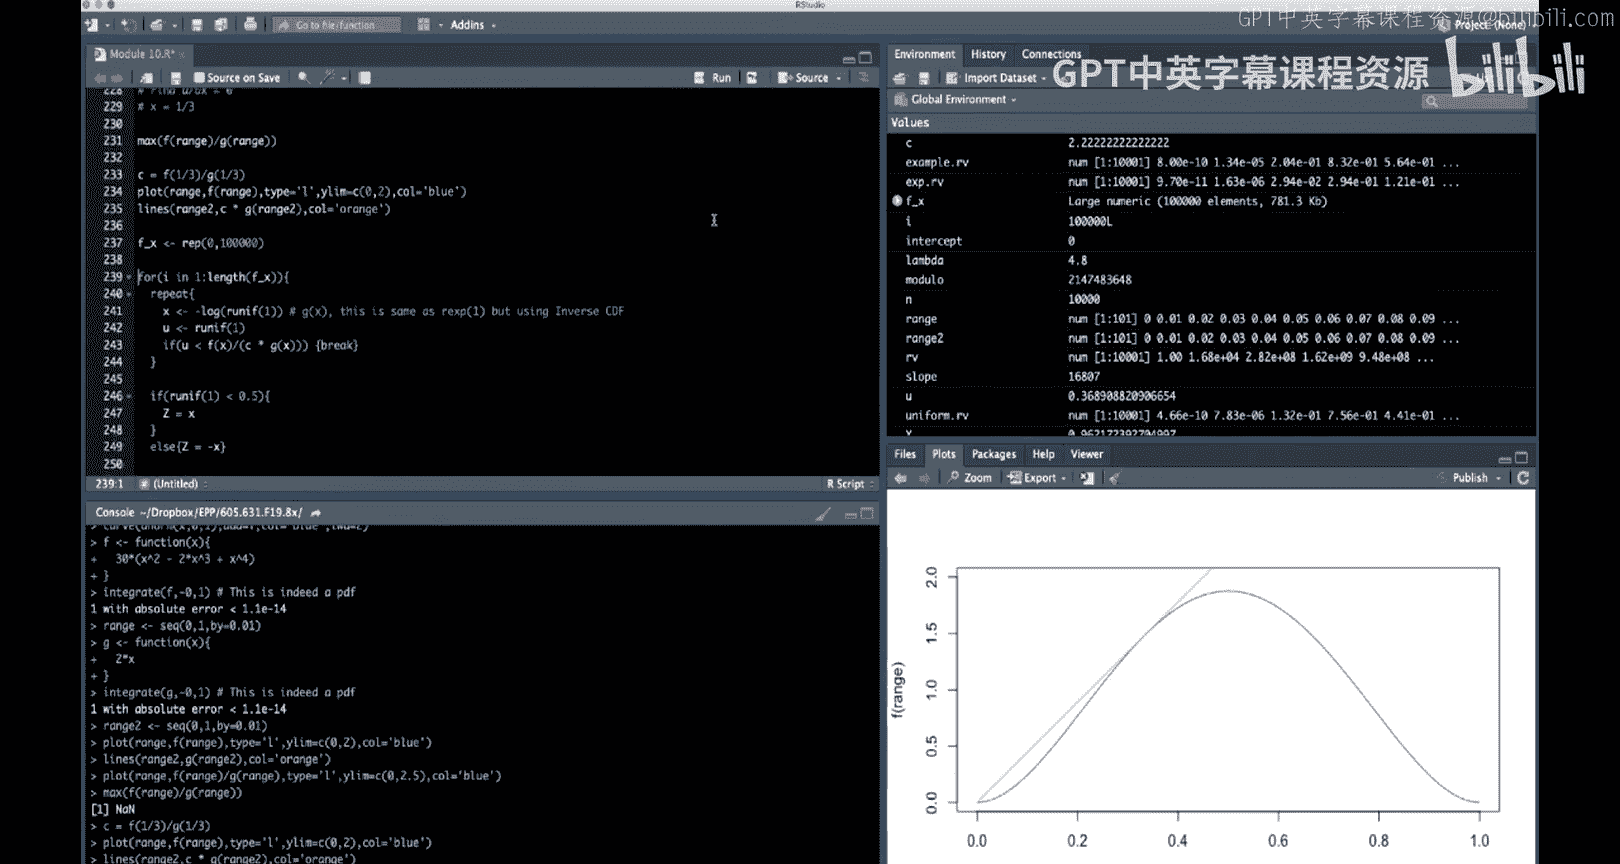 RStudio
GPT中英字幕课程资源@bilibili.com
Go to file/function
Addins
Project: (None)
GPT中英字幕课程资源 bilibili
Module 10.R*
Source on Save
Run
Source
229 # x = 1/3
230
231 max(f(range)/g(range))
232
233 c = f(1/3)/g(1/3)
234 plot(range,f(range),type='l',ylim=c(0,2),col='blue')
235 lines(range2,c * g(range2),col='orange')
236
237 f_x <- rep(0,100000)
238
239 for(i in 1:length(f_x)){
240 repeat{
241 x <- -log(runif(1)) # g(x), this is same as rexp(1) but using Inverse CDF
242 u <- runif(1)
243 if(u < f(x)/(c * g(x))) {break}
244 }
245
246 if(runif(1) < 0.5){
247 Z = x
248 }
249 else{Z = -x}
250
239:1 (Untitled)
R Script
Console ~/Dropbox/EPP/605.631.F19.8x/
> f <- function(x){
+ 30*(x^2 - 2*x^3 + x^4)
+ }
> integrate(f,-0,1) # This is indeed a pdf
1 with absolute error < 1.1e-14
> range <- seq(0,1,by=0.01)
> g <- function(x){
+ 2*x
+ }
> integrate(g,-0,1) # This is indeed a pdf
1 with absolute error < 1.1e-14
> range2 <- seq(0,1,by=0.01)
> plot(range,f(range),type='l',ylim=c(0,2),col='blue')
> lines(range2,g(range2),col='orange')
> plot(range,f(range)/g(range),type='l',ylim=c(0,2.5),col='blue')
> max(f(range)/g(range))
[1] NaN
> c = f(1/3)/g(1/3)
> plot(range,f(range),type='l',ylim=c(0,2),col='blue')
> lines(range2,c * g(range2),col='orange')
Environment History Connections
Import Dataset
Global Environment
Values
c 2.22222222222222
example.rv num [1:10001] 8.00e-10 1.34e-05 2.04e-01 8.32e-01 5.64e-01 ...
exp.rv num [1:10001] 9.70e-11 1.63e-06 2.94e-02 2.94e-01 1.21e-01 ...
f_x Large numeric (100000 elements, 781.3 Kb)
i 100000L
intercept 0
lambda 4.8
modulo 2147483648
n 10000
range num [1:101] 0 0.01 0.02 0.03 0.04 0.05 0.06 0.07 0.08 0.09 ...
range2 num [1:101] 0 0.01 0.02 0.03 0.04 0.05 0.06 0.07 0.08 0.09 ...
rv num [1:10001] 1.00 1.68e+04 2.82e+08 1.62e+09 9.48e+08 ...
slope 16807
u 0.368908820906654
uniform.rv num [1:10001] 4.66e-10 7.83e-06 1.32e-01 7.56e-01 4.41e-01 ...
Files Plots Packages Help Viewer
Zoom Export Publish
f(range)
2.0
1.5
1.0
0.5
0.0
0.0 0.2 0.4 0.6 0.8 1.0